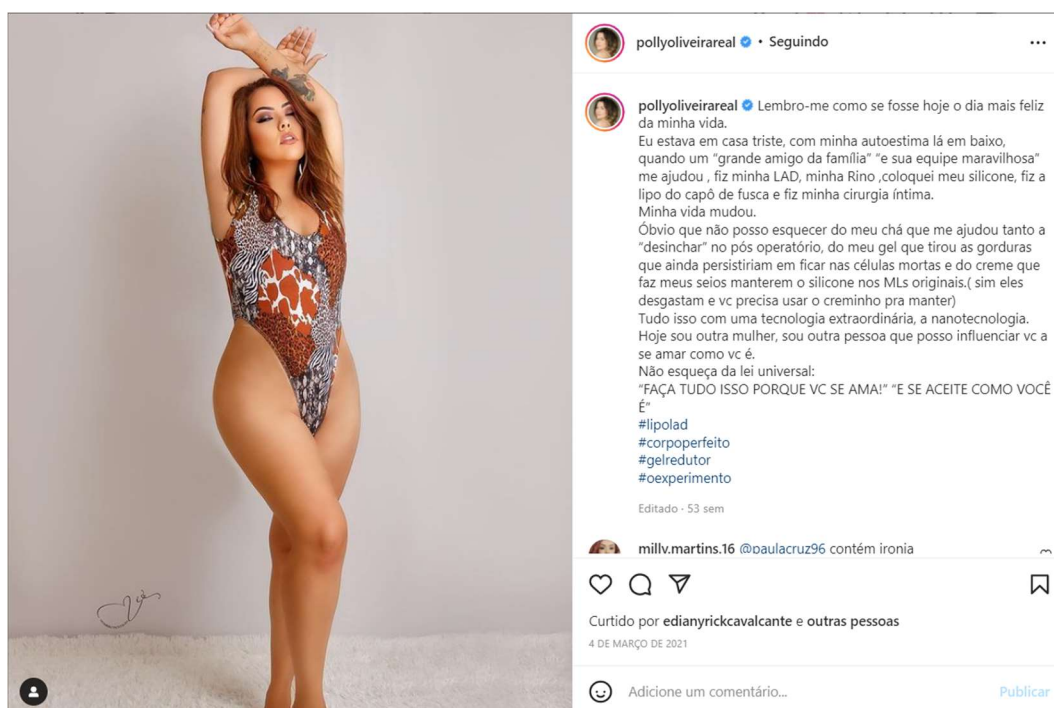 pollyoliveirareal • Seguindo
pollyoliveirareal Lembro-me como se fosse hoje o dia mais feliz
da minha vida.
Eu estava em casa triste, com minha autoestima lá em baixo,
quando um “grande amigo da família” “e sua equipe maravilhosa”
me ajudou , fiz minha LAD, minha Rino ,coloquei meu silicone, fiz a
lipo do capô de fusca e fiz minha cirurgia íntima.
Minha vida mudou.
Óbvio que não posso esquecer do meu chá que me ajudou tanto a
“desinchar” no pós operatório, do meu gel que tirou as gorduras
que ainda persistiriam em ficar nas células mortas e do creme que
faz meus seios manterem o silicone nos MLs originais.( sim eles
desgastam e vc precisa usar o creminho pra manter)
Tudo isso com uma tecnologia extraordinária, a nanotecnologia.
Hoje sou outra mulher, sou outra pessoa que posso influenciar vc a
se amar como vc é.
Não esqueça da lei universal:
“FAÇA TUDO ISSO PORQUE VC SE AMA!” “E SE ACEITE COMO VOCÊ
É”
#lipolad
#corpoperfeito
#gelredutor
#oexperimento
Editado · 53 sem
milly.martins.16 @paulacruz96 contém ironia
Curtido por edianyrickcavalcante e outras pessoas
4 DE MARÇO DE 2021
Adicione um comentário... Publicar